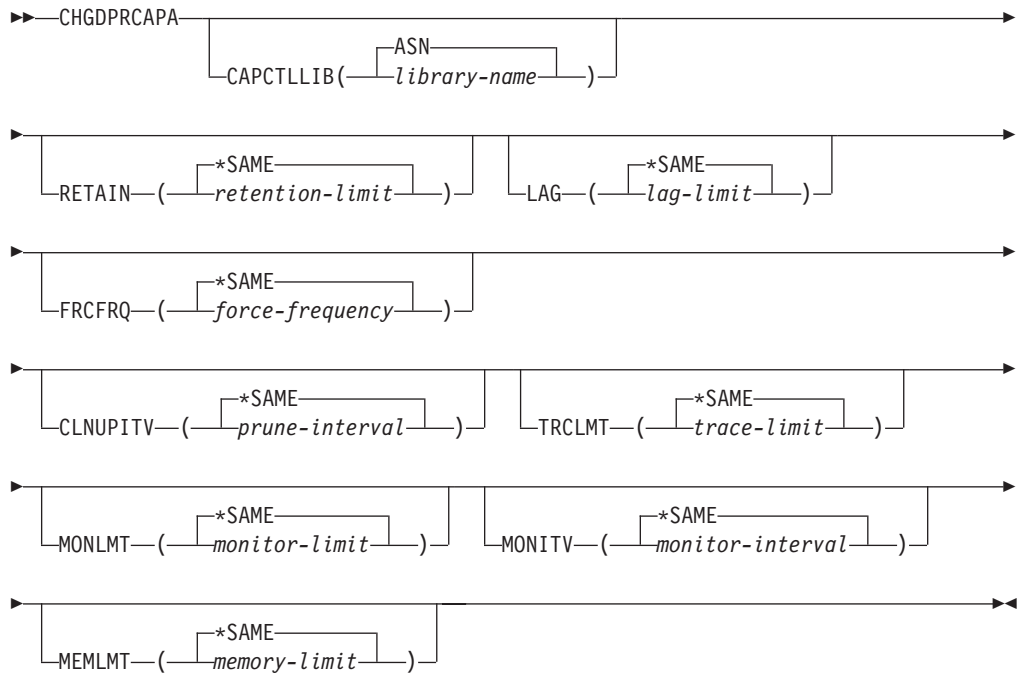 CHGDPRCAPA
ASN
CAPCTLLIB( library-name )
*SAME *SAME
RETAIN ( retention-limit ) LAG ( lag-limit )
*SAME
FRCFRQ ( force-frequency )
*SAME *SAME
CLNUPITV ( prune-interval ) TRCLMT ( trace-limit )
*SAME *SAME
MONLMT ( monitor-limit ) MONITV ( monitor-interval )
*SAME
MEMLMT ( memory-limit )